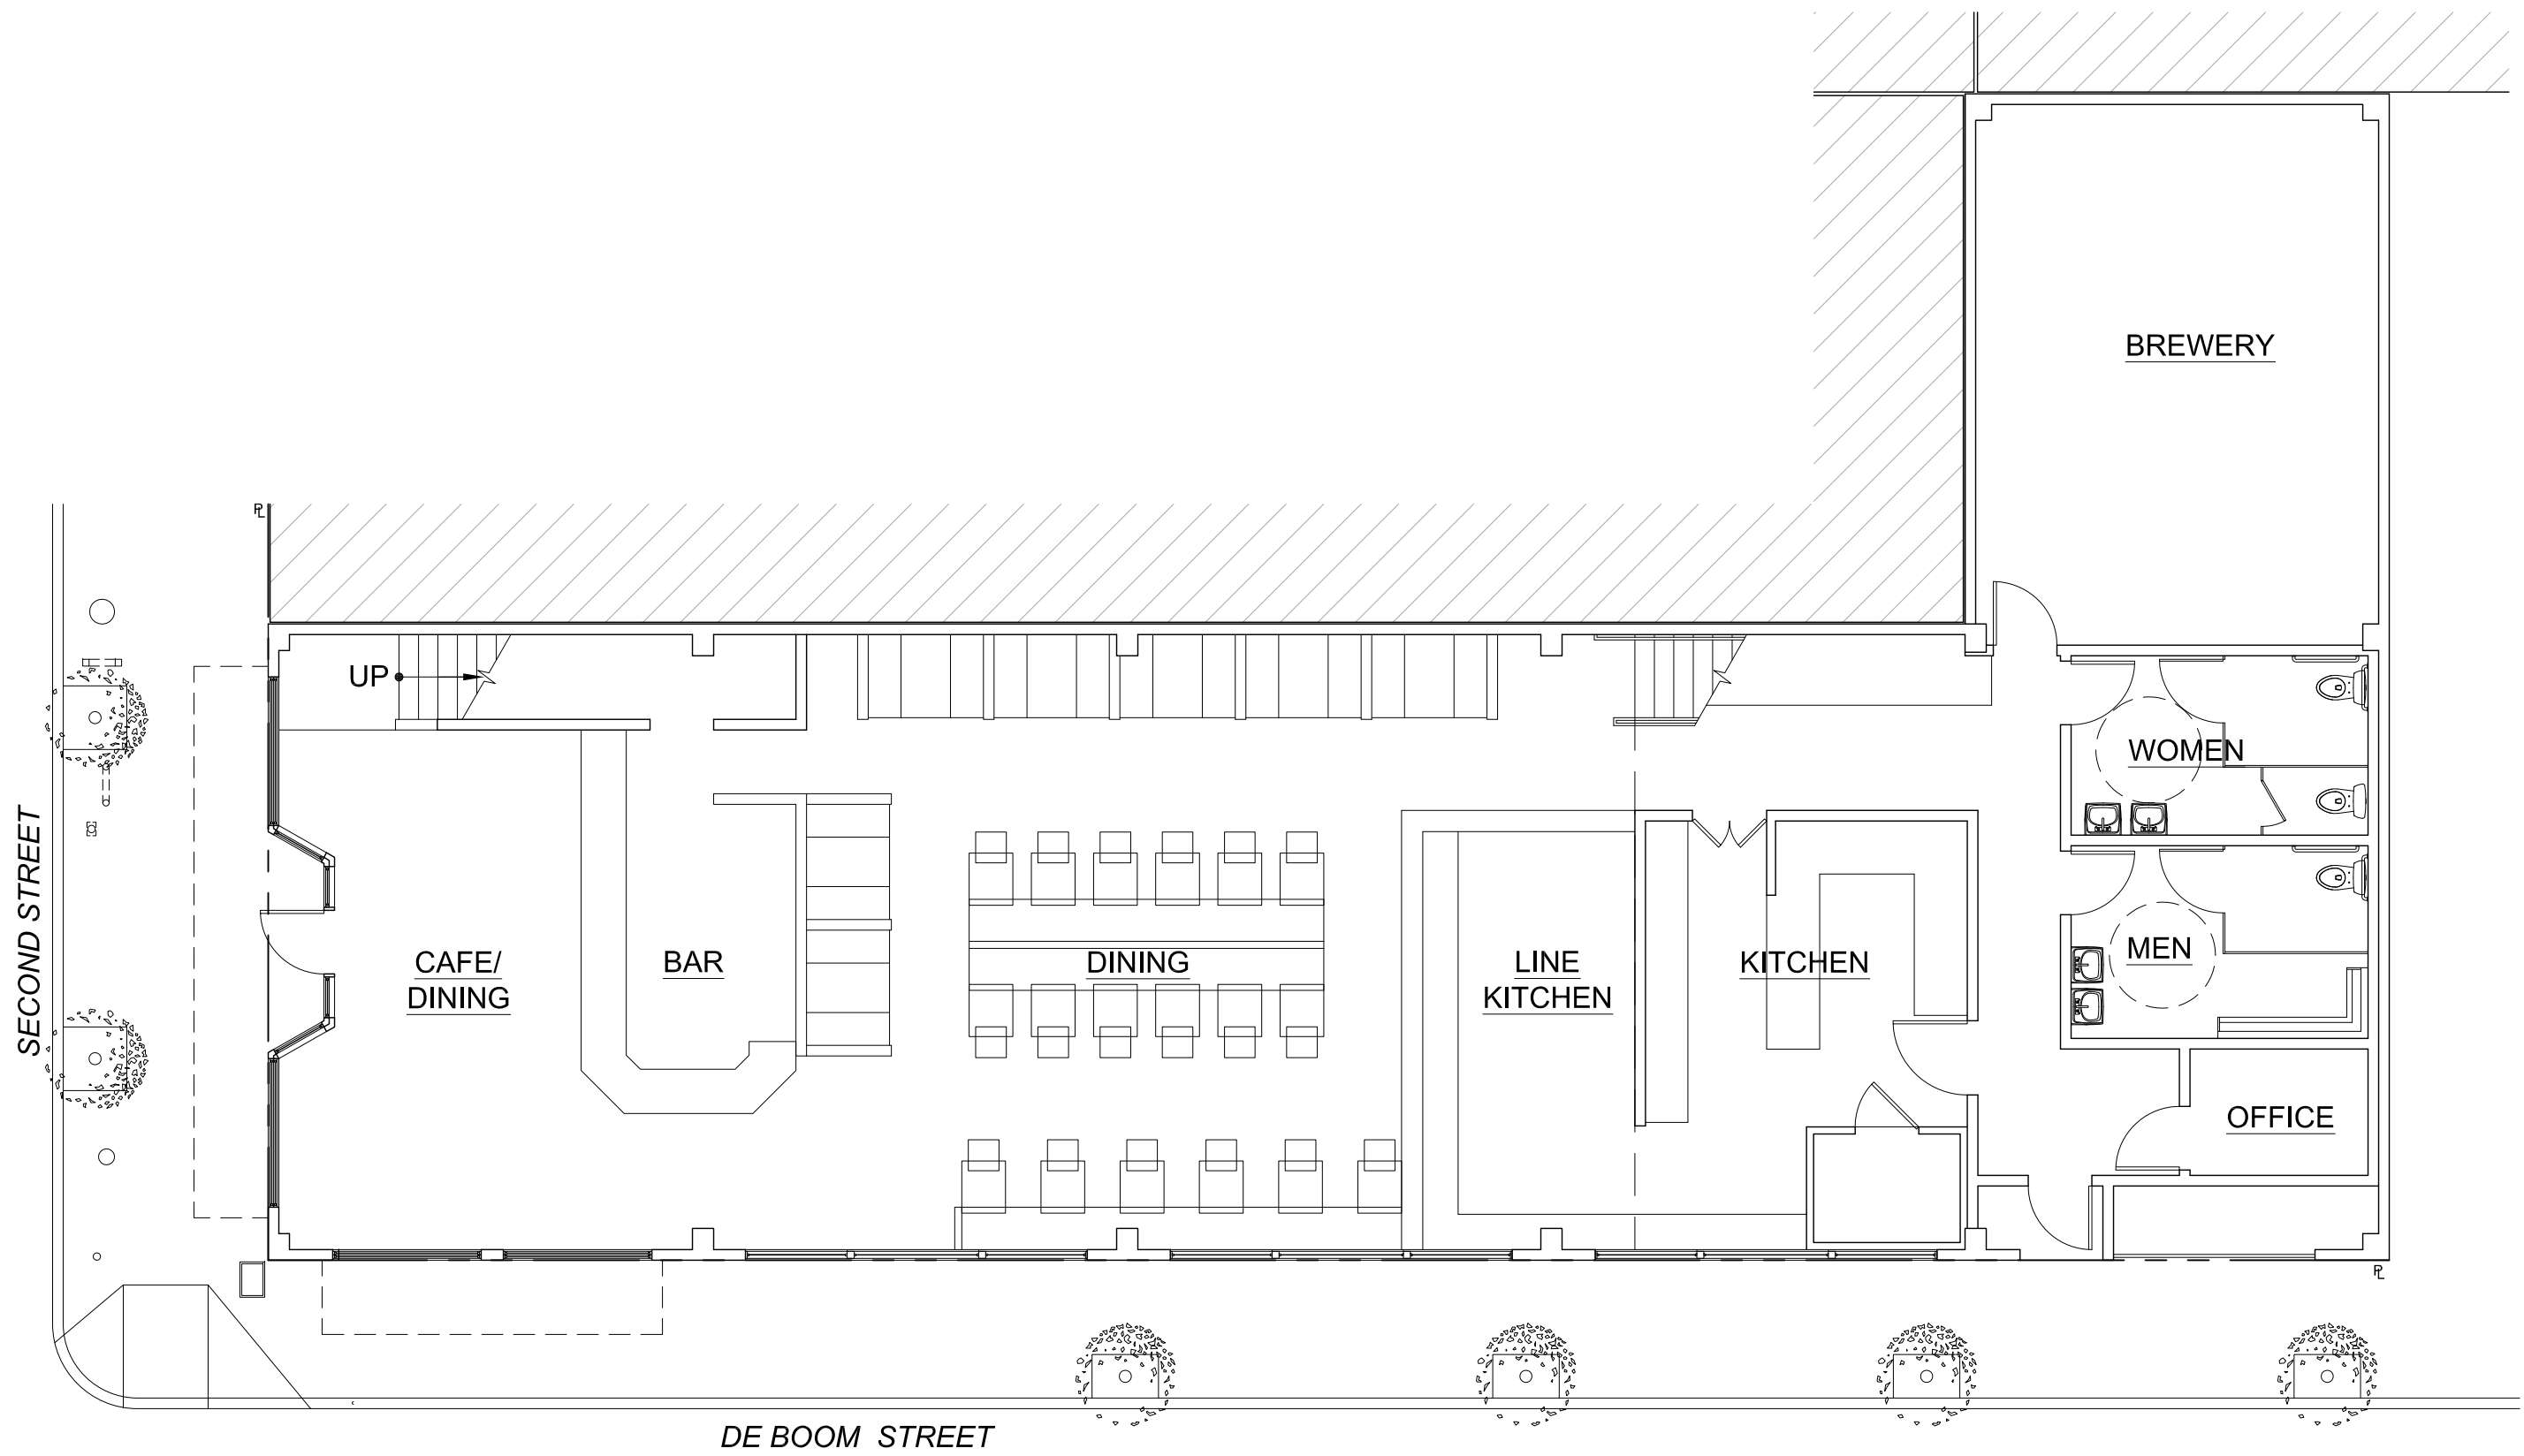 BREWERY
℄
UP
WOMEN
SECOND STREET
CAFE/
DINING
BAR
DINING
LINE
KITCHEN
KITCHEN
MEN
OFFICE
℄
DE BOOM STREET